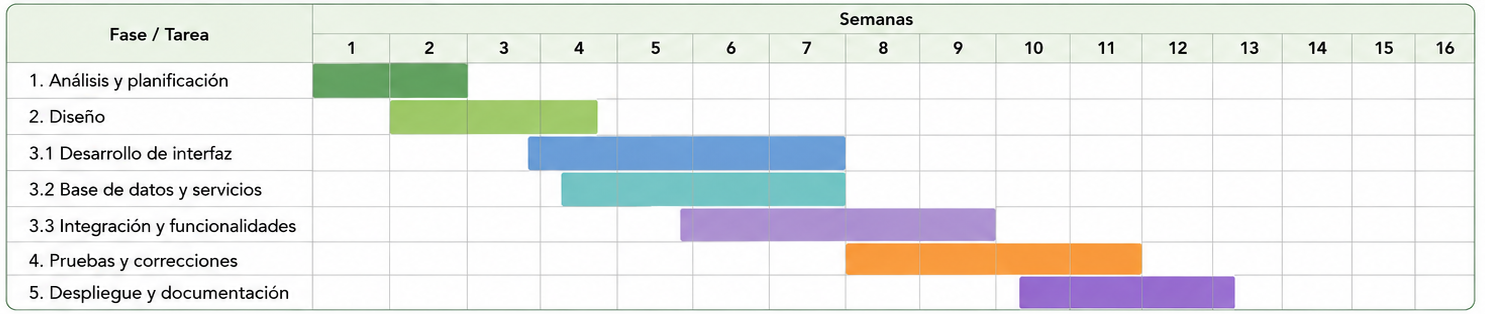 Fase / Tarea
Semanas
1 2 3 4 5 6 7 8 9 10 11 12 13 14 15 16
1. Análisis y planificación
2. Diseño
3.1 Desarrollo de interfaz
3.2 Base de datos y servicios
3.3 Integración y funcionalidades
4. Pruebas y correcciones
5. Despliegue y documentación